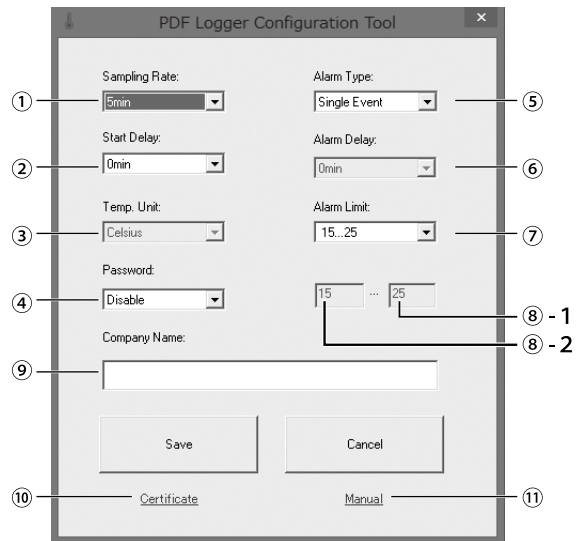 PDF Logger Configuration Tool ×
Sampling Rate: Alarm Type:
① 5min Single Event ⑤
Start Delay: Alarm Delay:
② 0min 0min ⑥
Temp. Unit: Alarm Limit:
③ Celsius 15...25 ⑦
Password:
④ Disable 15 ... 25
⑧ - 1
Company Name: ⑧ - 2
⑨
Save Cancel
⑩ Certificate Manual ⑪